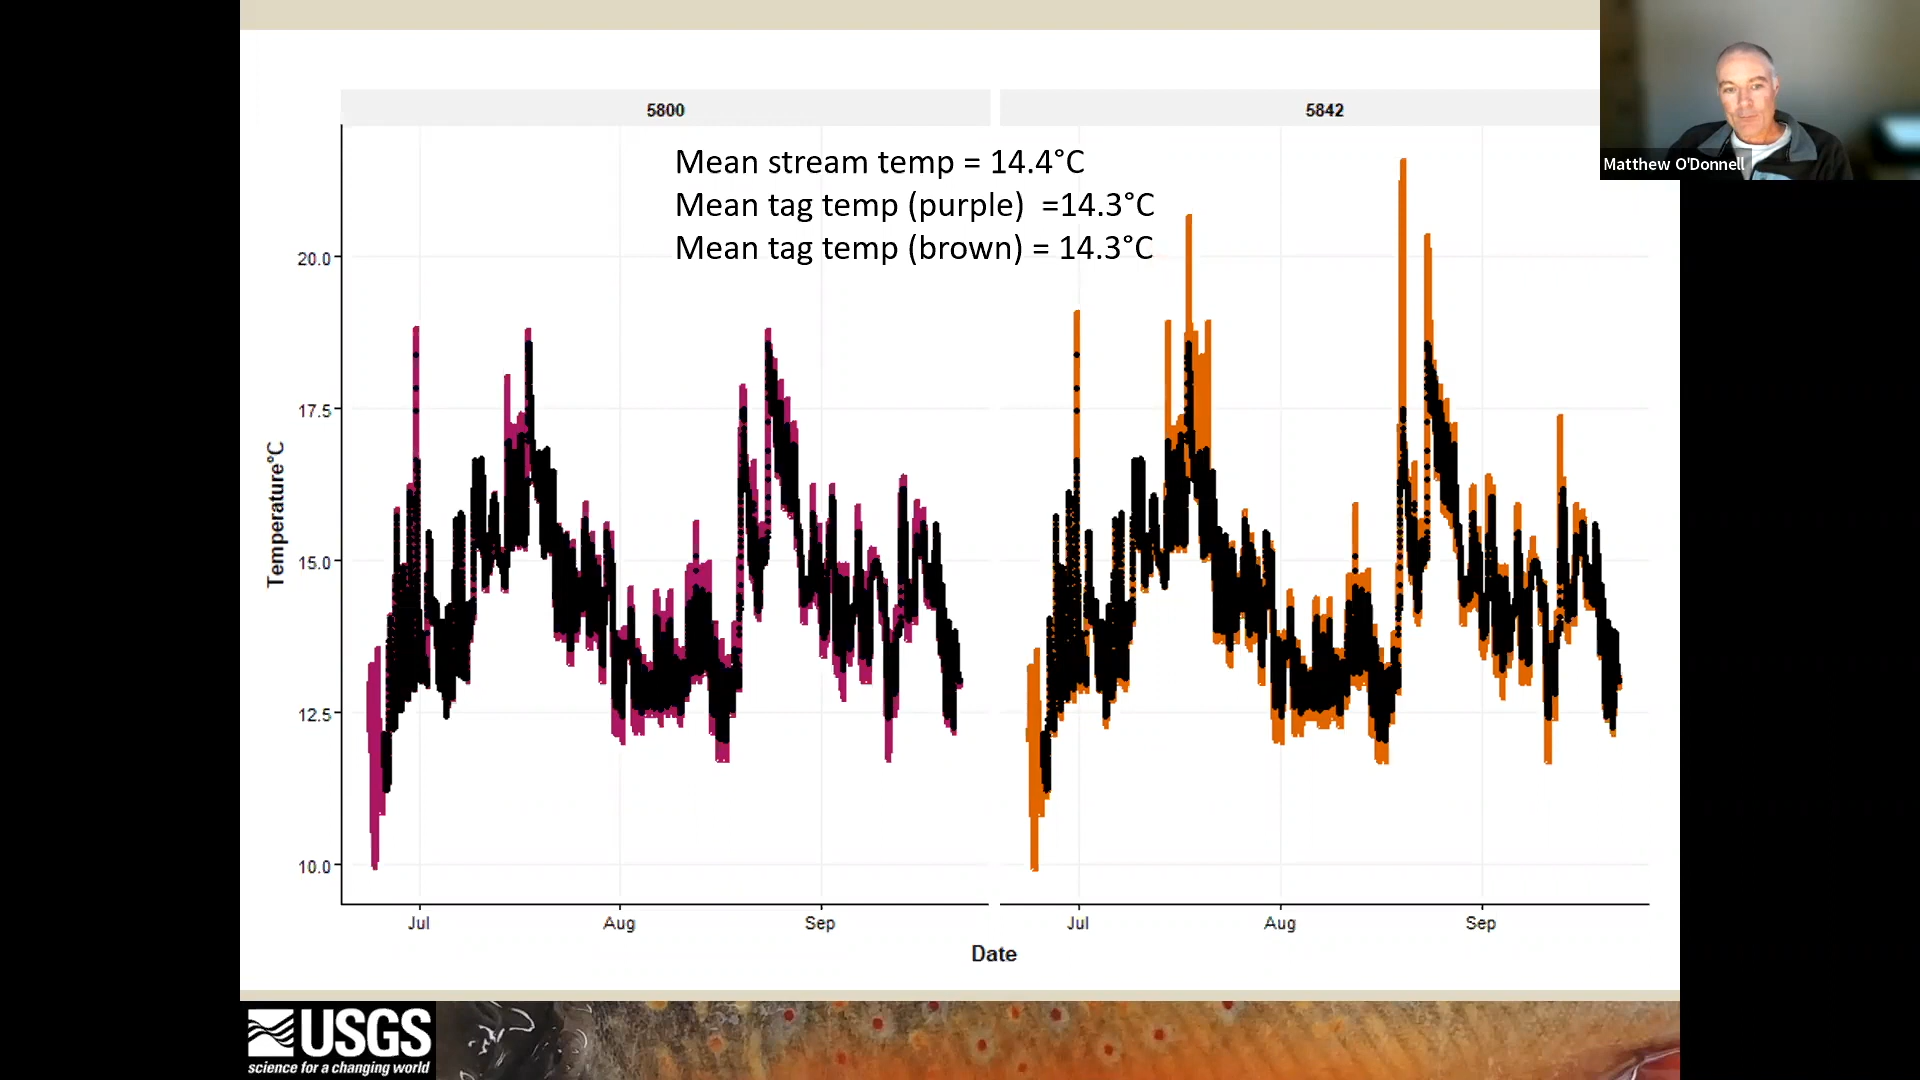 5800
5842
Mean stream temp = 14.4°C
Mean tag temp (purple)  =14.3°C
Mean tag temp (brown) = 14.3°C
Matthew O'Donnell
20.0
17.5
15.0
12.5
10.0
Temperature°C
Jul
Aug
Sep
Jul
Aug
Sep
Date
USGS
science for a changing world